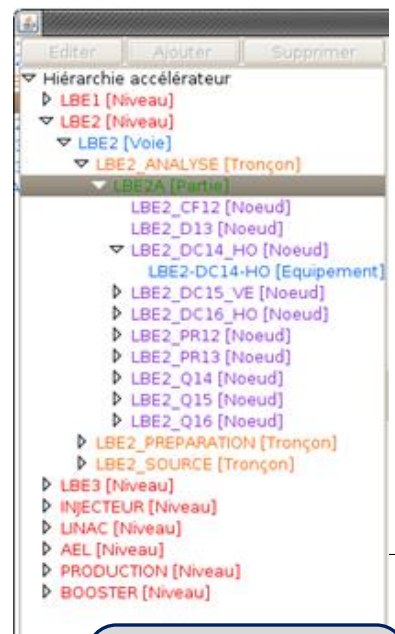 Editer Ajouter Supprimer
Hiérarchie accélérateur
LBE1 [Niveau]
LBE2 [Niveau]
LBE2 [Voie]
LBE2_ANALYSE [Tronçon]
LBE2A [Partie]
LBE2_CF12 [Noeud]
LBE2_D13 [Noeud]
LBE2_DC14_HO [Noeud]
LBE2-DC14-HO [Equipement]
LBE2_DC15_VE [Noeud]
LBE2_DC16_HO [Noeud]
LBE2_PR12 [Noeud]
LBE2_PR13 [Noeud]
LBE2_Q14 [Noeud]
LBE2_Q15 [Noeud]
LBE2_Q16 [Noeud]
LBE2_PREPARATION [Tronçon]
LBE2_SOURCE [Tronçon]
LBE3 [Niveau]
INJECTEUR [Niveau]
LINAC [Niveau]
AEL [Niveau]
PRODUCTION [Niveau]
BOOSTER [Niveau]